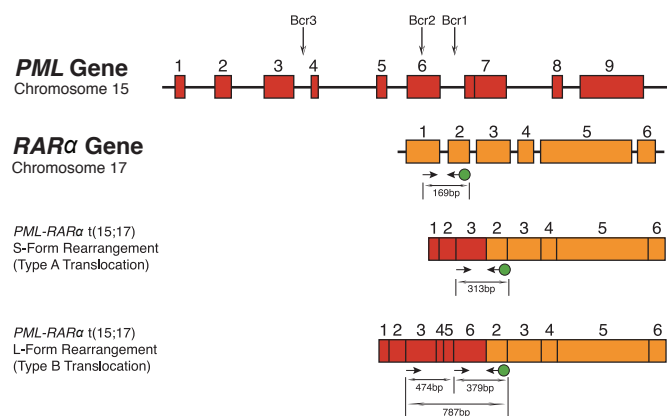 Bcr3 Bcr2 Bcr1
1 2 3 4 5 6 7 8 9
PML Gene
Chromosome 15
1 2 3 4 5 6
RARα Gene
Chromosome 17
169bp
PML-RARα t(15;17)
S-Form Rearrangement
(Type A Translocation)
1 2 3 2 3 4 5 6
313bp
PML-RARα t(15;17)
L-Form Rearrangement
(Type B Translocation)
1 2 3 45 6 2 3 4 5 6
474bp 379bp
787bp